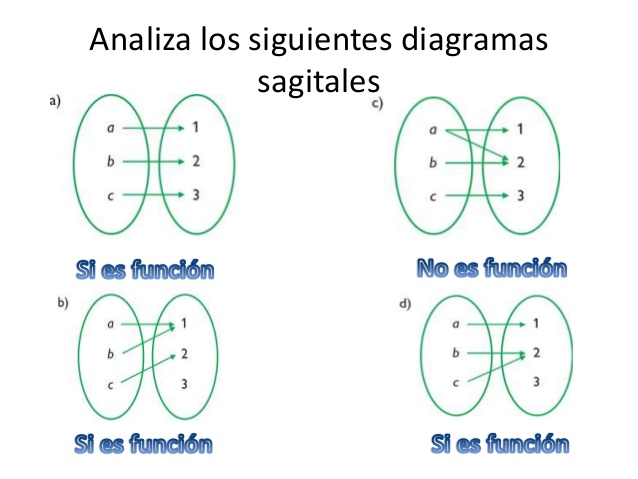 Analiza los siguientes diagramas
sagitales
a)
a 1
b 2
c 3
Si es función
c)
a 1
b 2
c 3
No es función
b)
a 1
b 2
c 3
Si es función
d)
a 1
b 2
c 3
Si es función